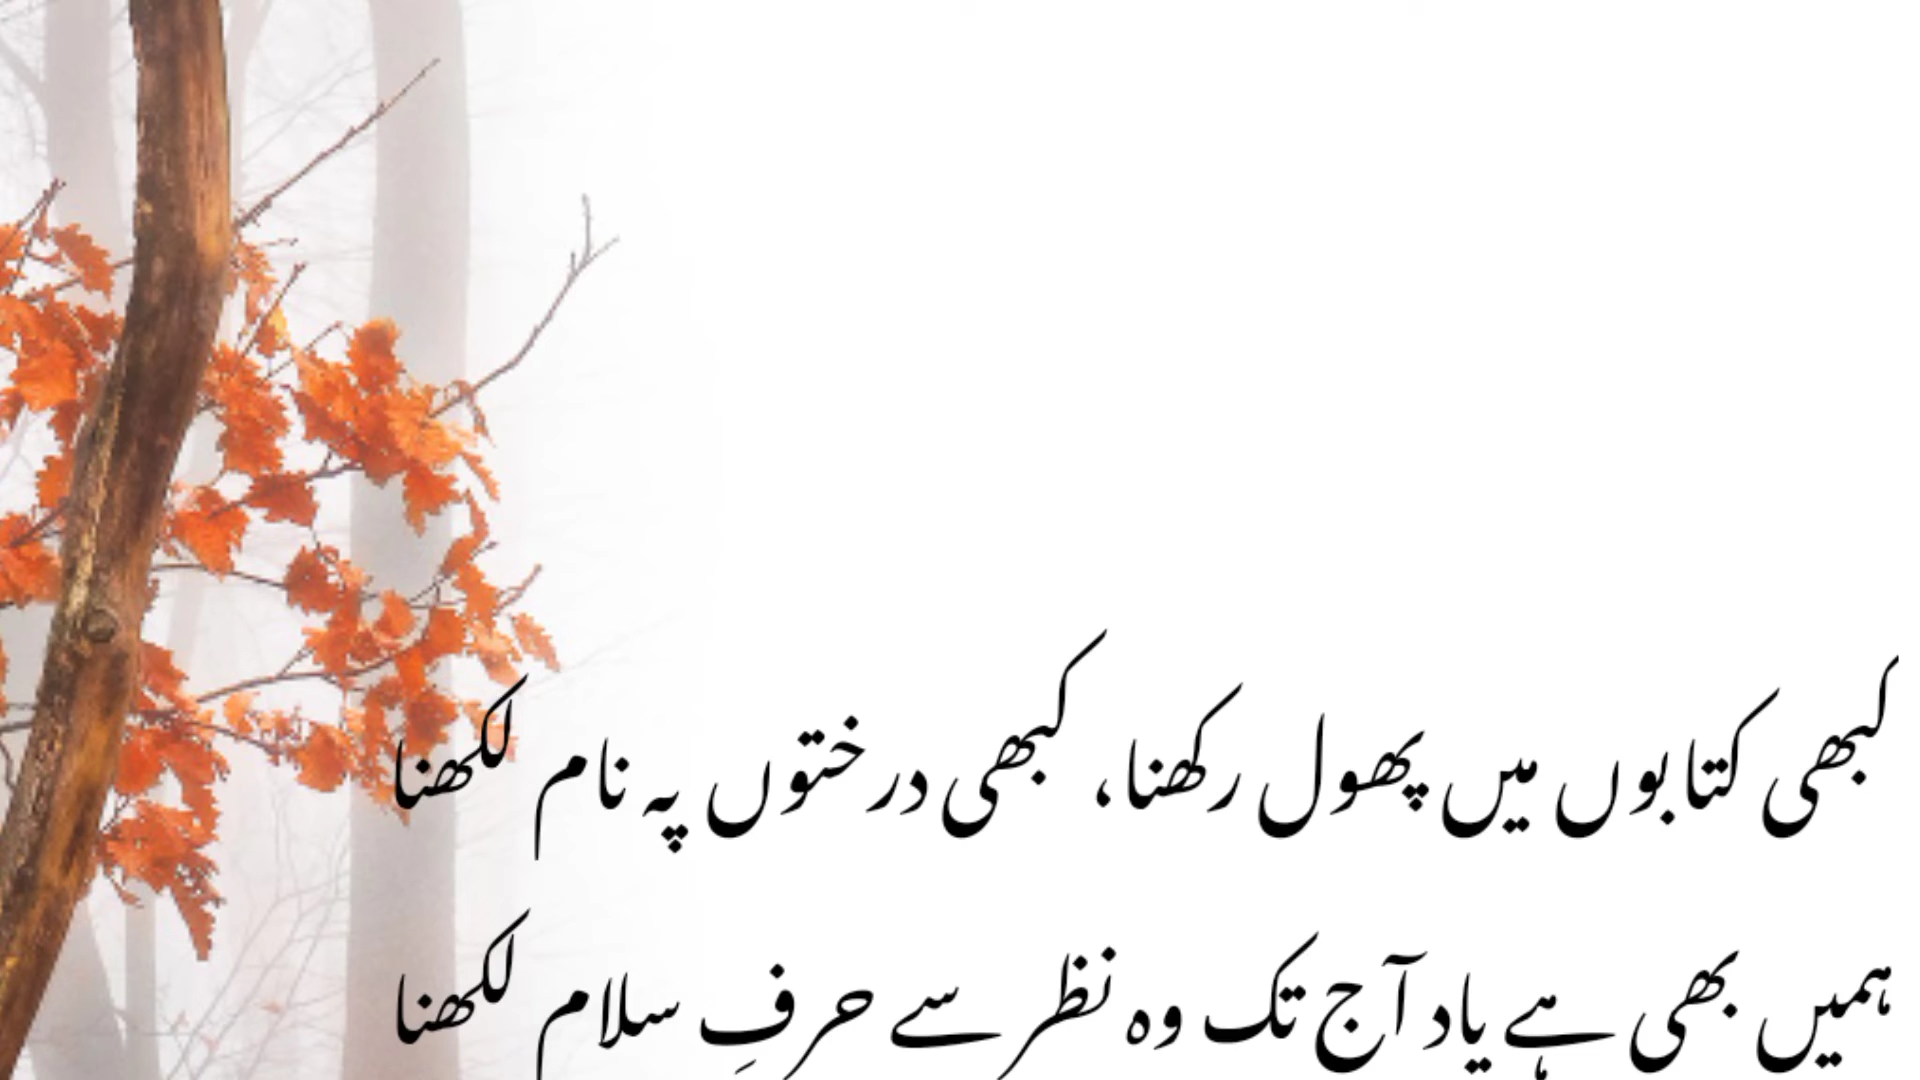 کبھی کتابوں میں پھول رکھنا، کبھی درختوں پہ نام لکھنا
ہمیں بھی ہے یاد آج تک وہ نظر سے حرفِ سلام لکھنا